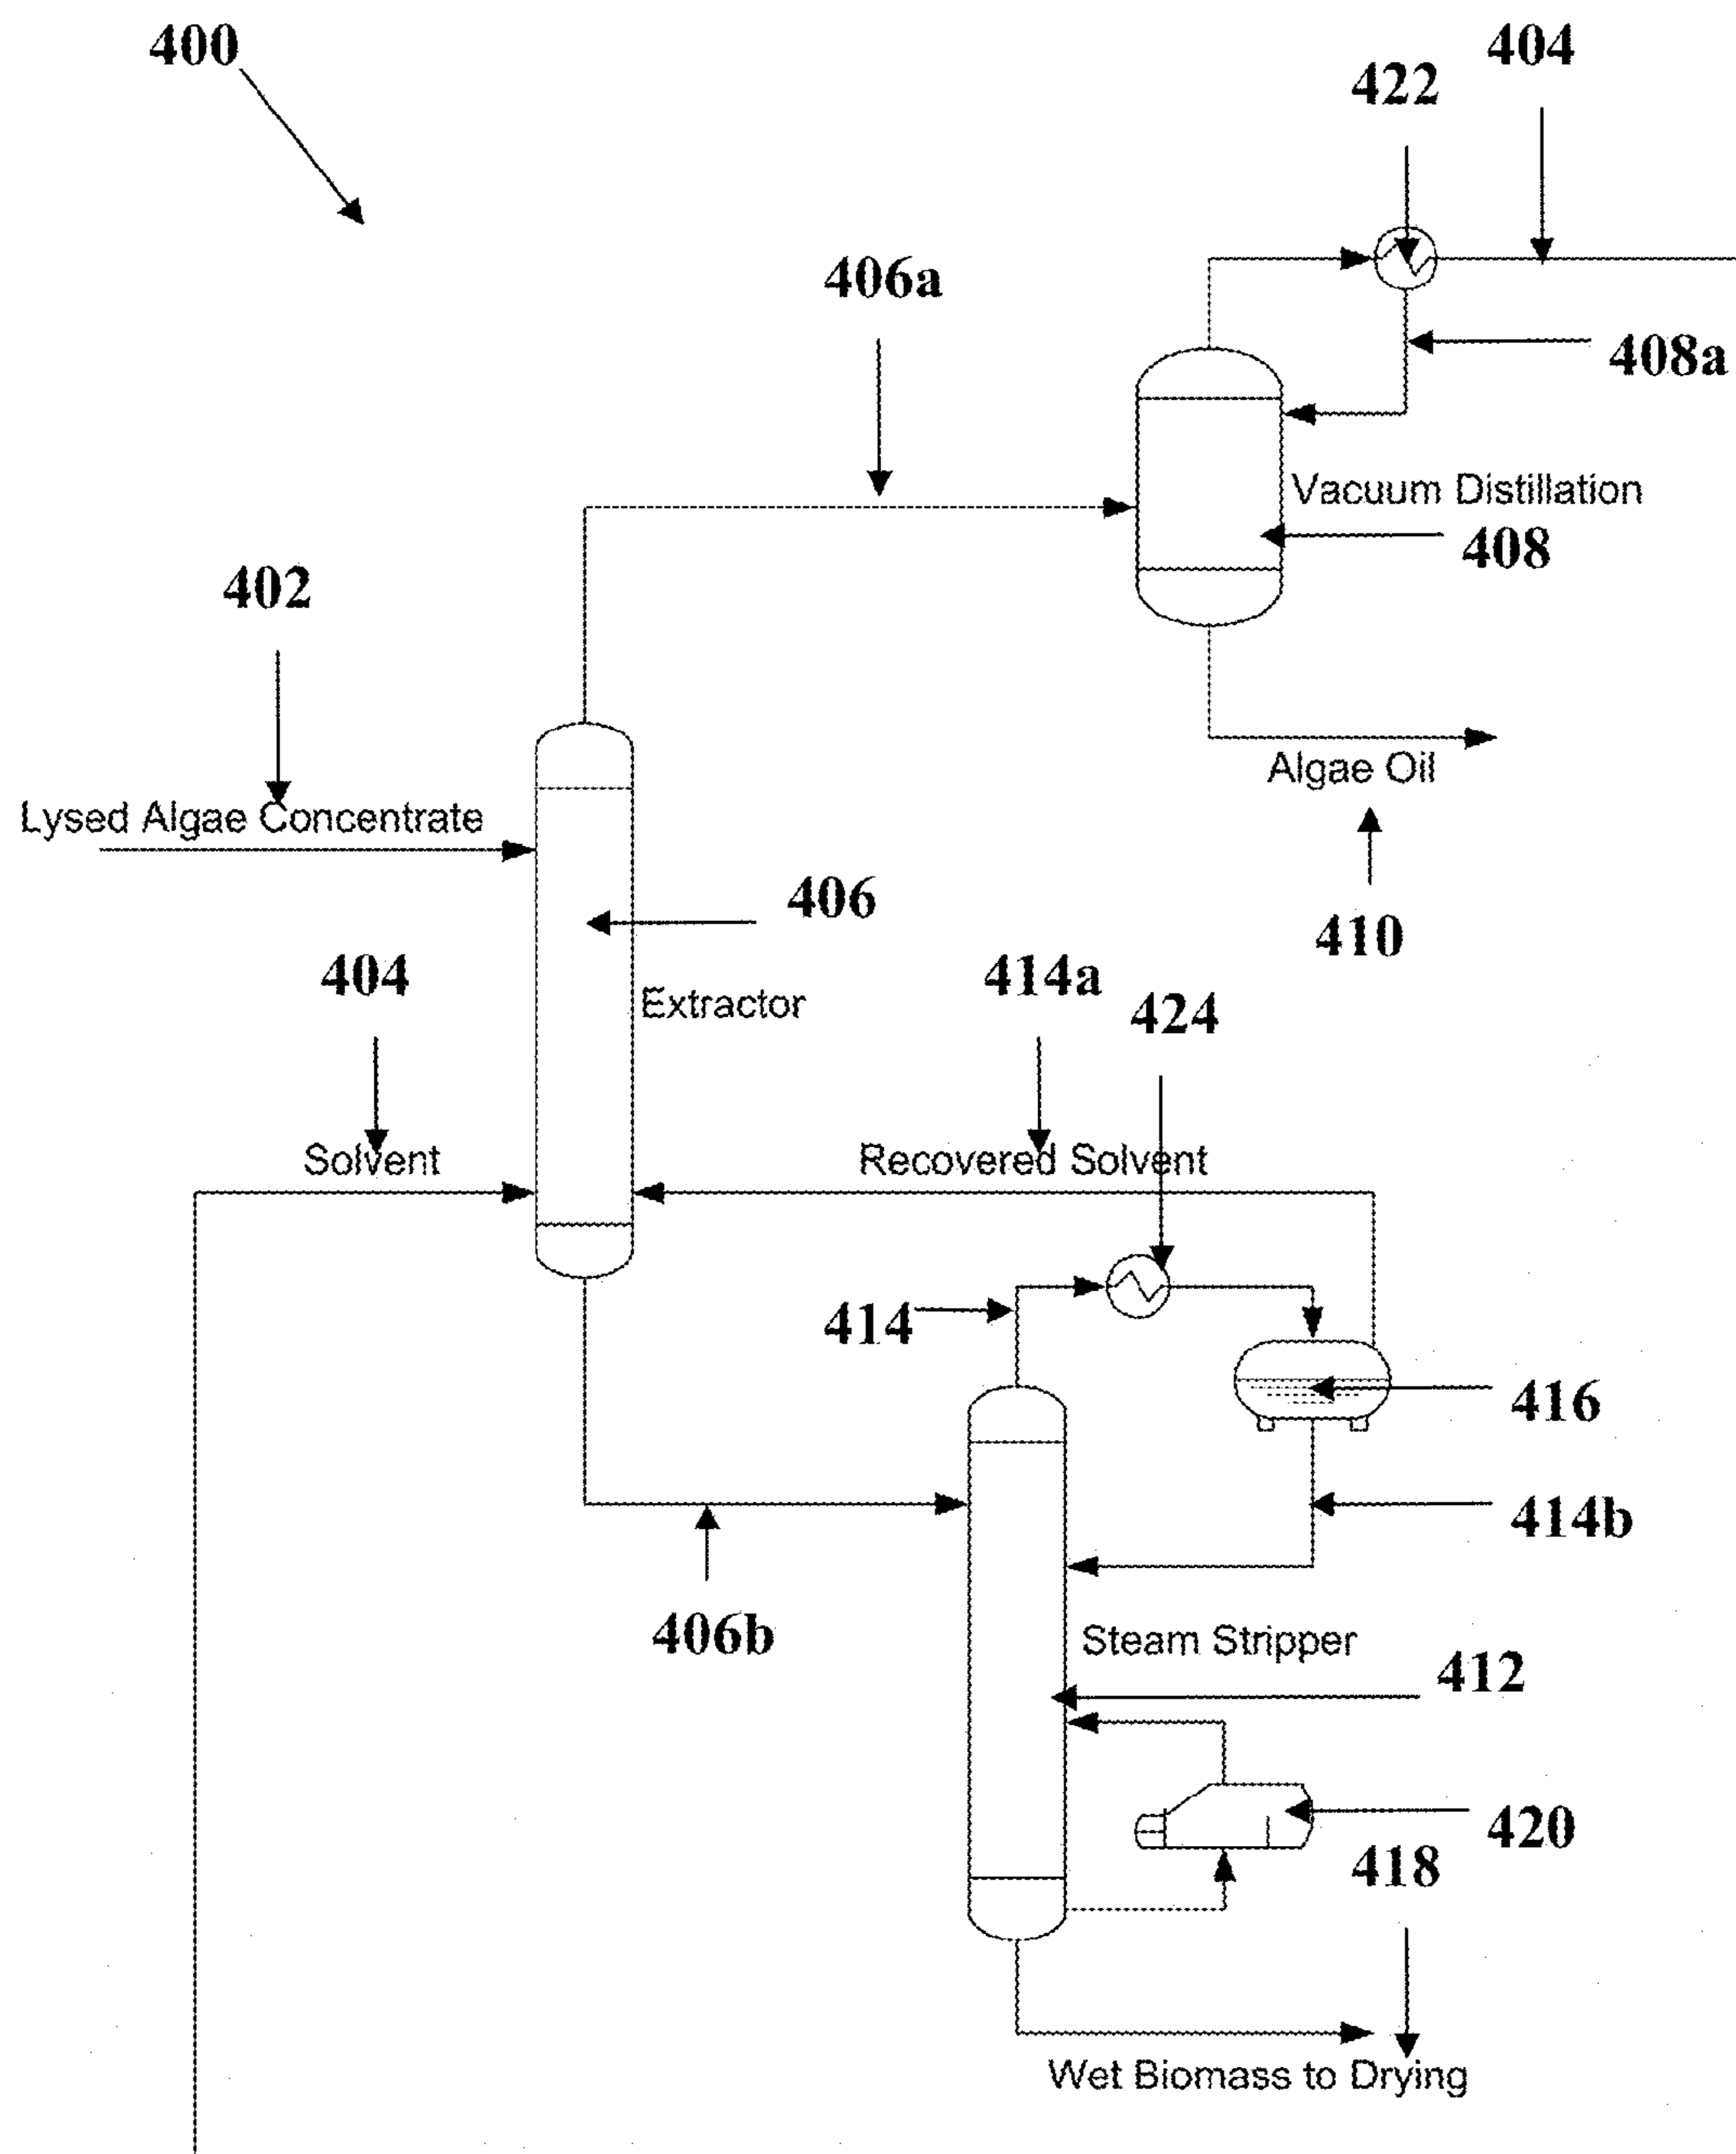 400
404
422
406a
408a
Vacuum Distillation
408
402
Algae Oil
Lysed Algae Concentrate
406
410
404
414a
Extractor
424
Solvent
Recovered Solvent
414
416
414b
406b
Steam Stripper
412
420
418
Wet Biomass to Drying